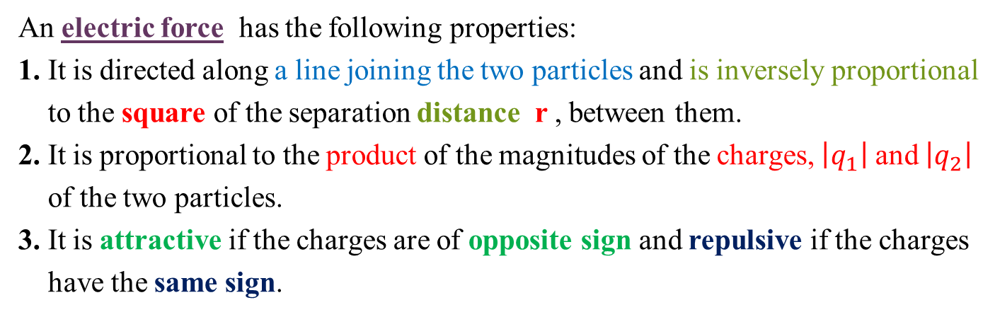 An electric force has the following properties:
1. It is directed along a line joining the two particles and is inversely proportional
to the square of the separation distance r , between them.
2. It is proportional to the product of the magnitudes of the charges, |q₁| and |q₂|
of the two particles.
3. It is attractive if the charges are of opposite sign and repulsive if the charges
have the same sign.